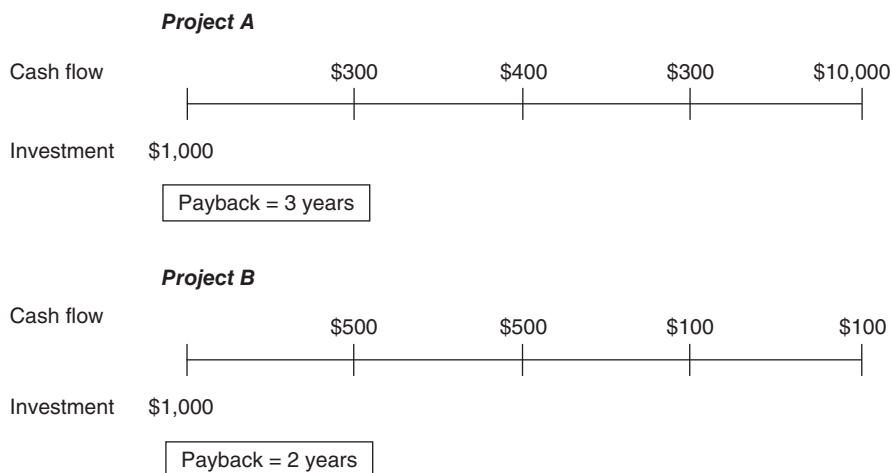 Project A
Cash flow $300 $400 $300 $10,000
Investment $1,000
Payback = 3 years
Project B
Cash flow
$500 $500 $100 $100
Investment $1,000
Payback = 2 years